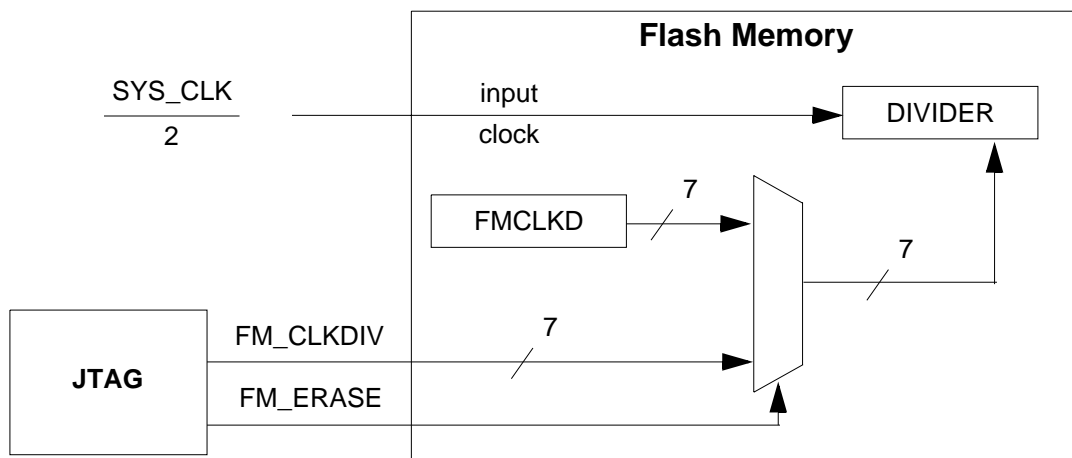 Flash Memory
SYS_CLK
2
input
clock
DIVIDER
FMCLKD
7
7
JTAG
FM_CLKDIV
7
FM_ERASE